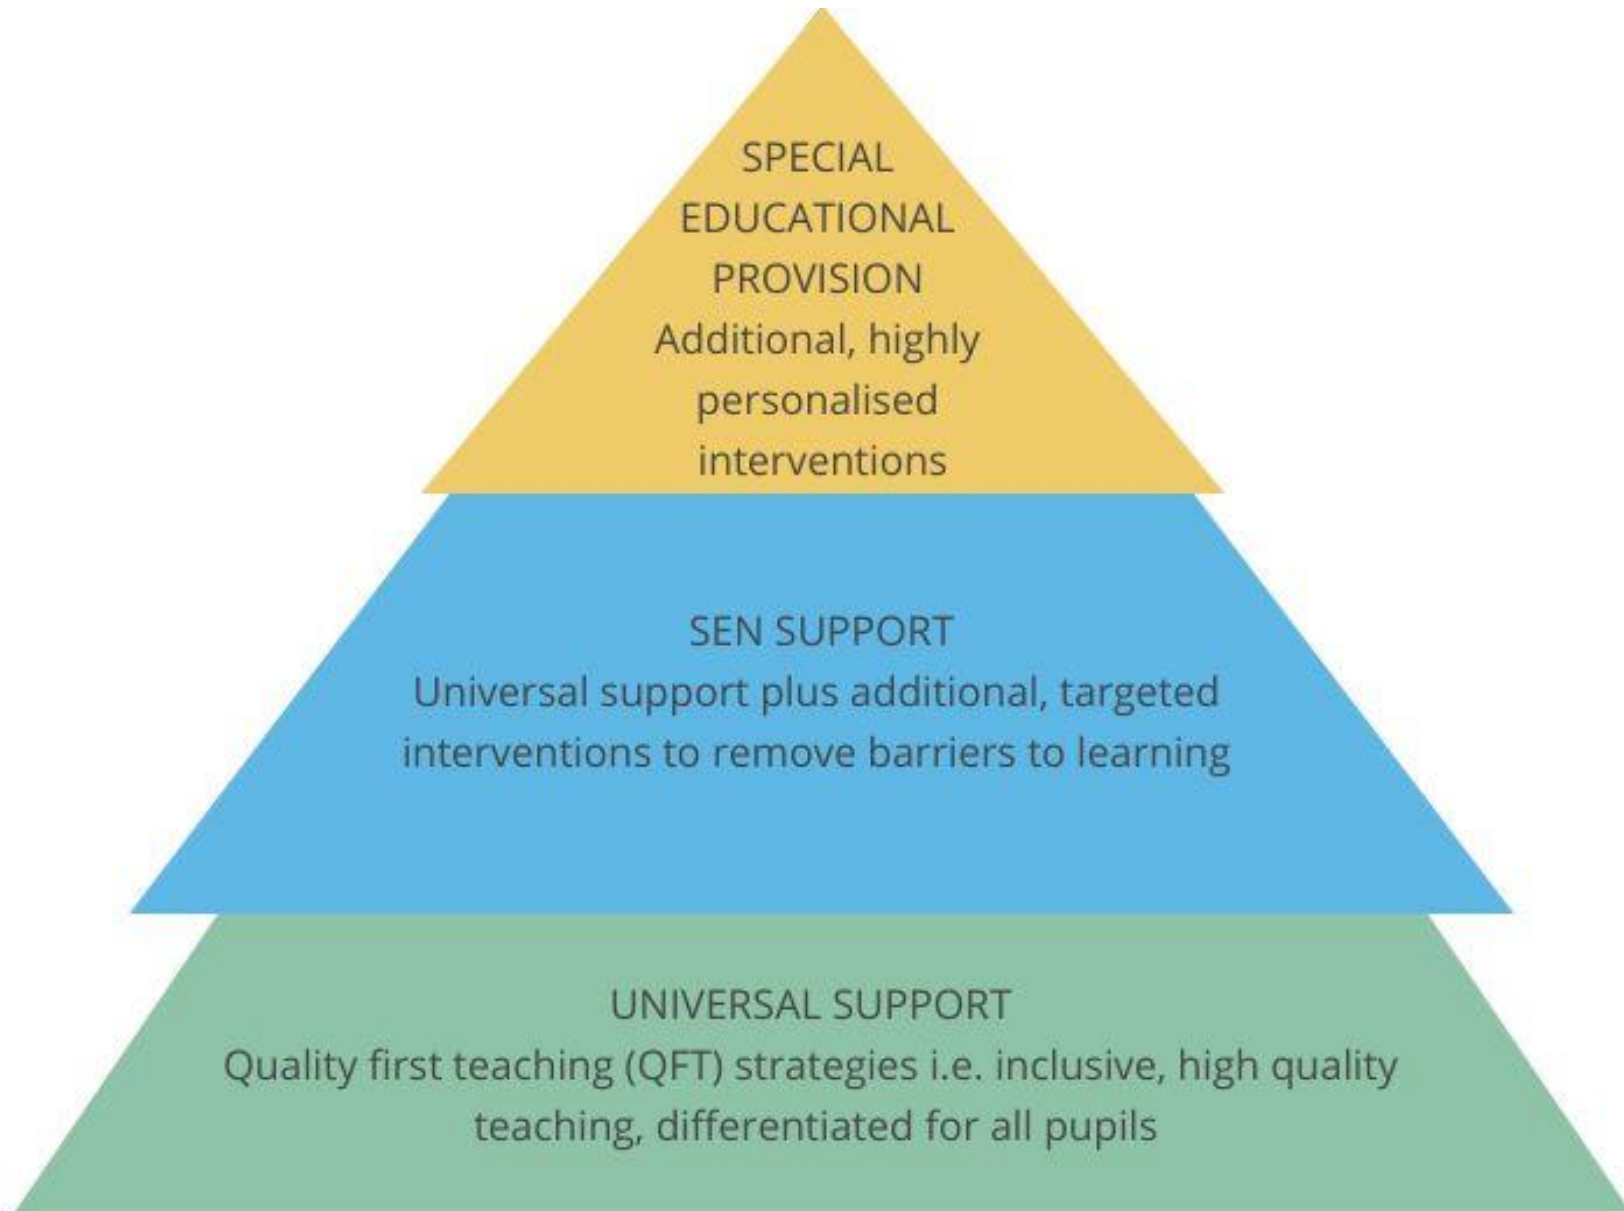 SPECIAL
EDUCATIONAL
PROVISION
Additional, highly
personalised
interventions
SEN SUPPORT
Universal support plus additional, targeted
interventions to remove barriers to learning
UNIVERSAL SUPPORT
Quality first teaching (QFT) strategies i.e. inclusive, high quality
teaching, differentiated for all pupils